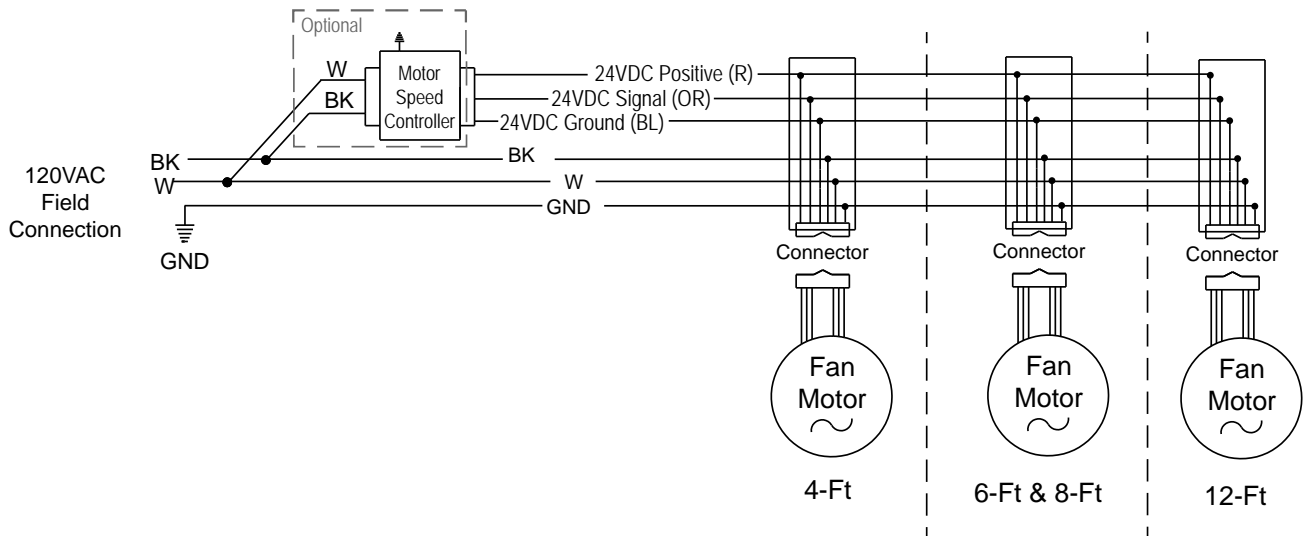 Optional
W
BK
Motor
Speed
Controller
24VDC Positive (R)
24VDC Signal (OR)
24VDC Ground (BL)
120VAC
Field
Connection
BK
W
GND
BK
W
GND
Connector
Connector
Connector
Fan
Motor
Fan
Motor
Fan
Motor
4-Ft
6-Ft & 8-Ft
12-Ft